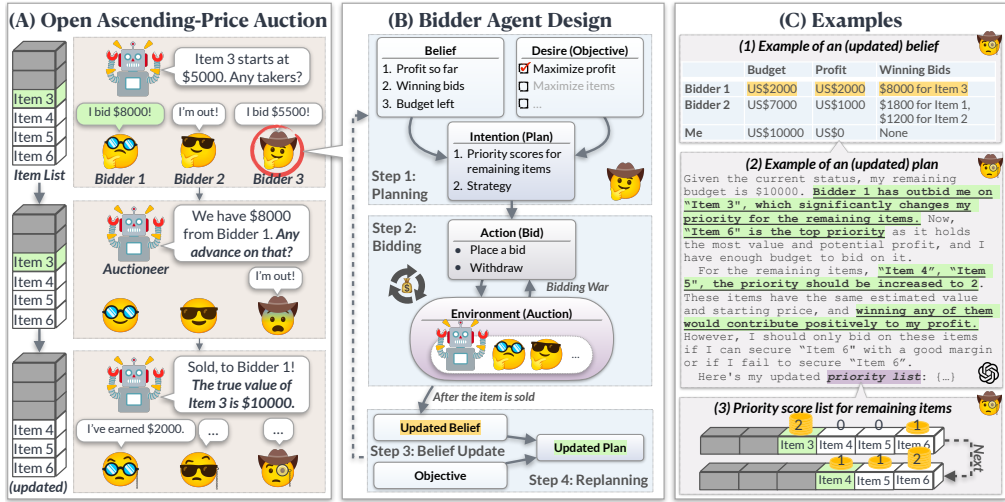 (A) Open Ascending-Price Auction
Item 3 starts at
$5000. Any takers?
I bid $8000!
I'm out!
I bid $5500!
Item 3
Item 4
Item 5
Item 6
Item List
Bidder 1
Bidder 2
Bidder 3
We have $8000
from Bidder 1. Any
advance on that?
Auctioneer
I'm out!
Item 3
Item 4
Item 5
Item 6
Sold, to Bidder 1!
The true value of
Item 3 is $10000.
I've earned $2000.
...
...
Item 4
Item 5
Item 6
(updated)
(B) Bidder Agent Design
Belief
1. Profit so far
2. Winning bids
3. Budget left
Desire (Objective)
Maximize profit
Maximize items
...
Intention (Plan)
1. Priority scores for
remaining items
2. Strategy
Step 1:
Planning
Step 2:
Bidding
Action (Bid)
• Place a bid
• Withdraw
Bidding War
Environment (Auction)
...
After the item is sold
Updated Belief
Step 3: Belief Update
Objective
Updated Plan
Step 4: Replanning
(C) Examples
(1) Example of an (updated) belief
Budget Profit Winning Bids
Bidder 1 US$2000 US$2000 $8000 for Item 3
Bidder 2 US$7000 US$1000 $1800 for Item 1,
$1200 for Item 2
Me US$10000 US$0 None
(2) Example of an (updated) plan
Given the current status, my remaining
budget is $10000. Bidder 1 has outbid me on
"Item 3", which significantly changes my
priority for the remaining items. Now,
"Item 6" is the top priority as it holds
the most value and potential profit, and I
have enough budget to bid on it.
For the remaining items, "Item 4", "Item
5", the priority should be increased to 2.
These items have the same estimated value
and starting price, and winning any of them
would contribute positively to my profit.
However, I should only bid on these items
if I can secure "Item 6" with a good margin
or if I fail to secure "Item 6".
Here's my updated priority list: {…}
(3) Priority score list for remaining items
2 0 0 1
Item 3 Item 4 Item 5 Item 6
1 1 2
Item 4 Item 5 Item 6
Next